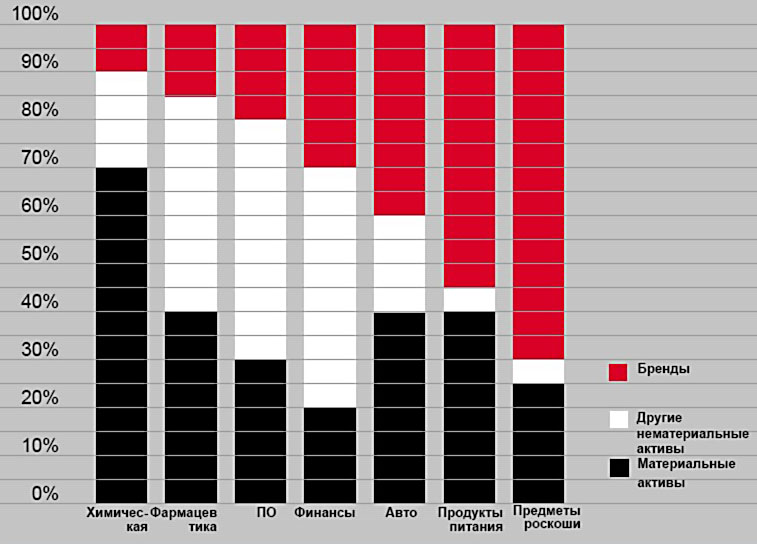 100%
90%
80%
70%
60%
50%
40%
30%
20%
10%
0%
Химичес-
кая
Фармацев
тика
ПО
Финансы
Авто
Продукты
питания
Предметы
роскоши
Бренды
Другие
нематериальные
активы
Материальные
активы